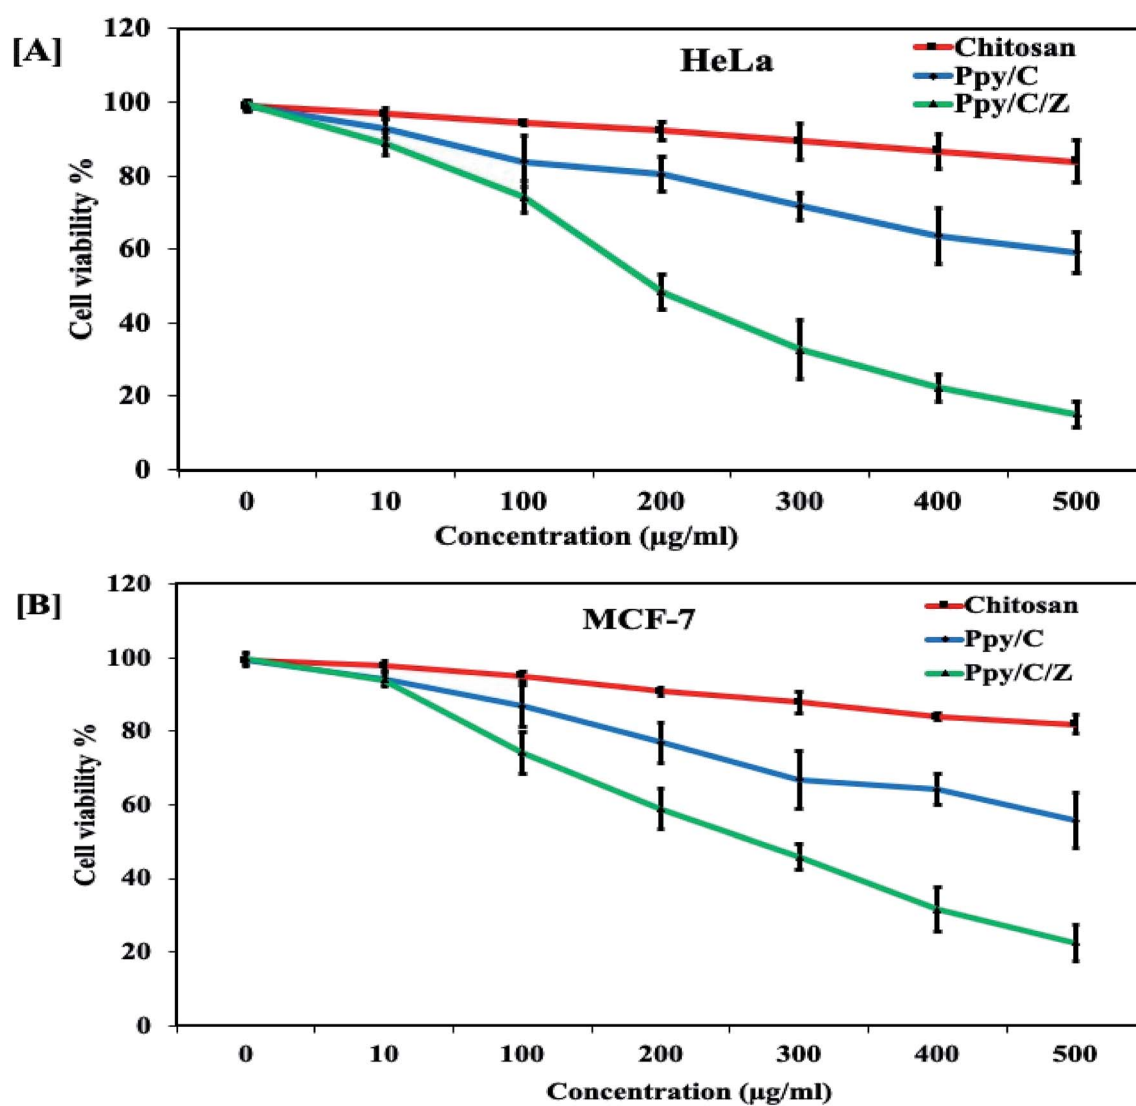 [A]
HeLa
Chitosan
Ppy/C
Ppy/C/Z
Cell viability %
120
100
80
60
40
20
0
0 10 100 200 300 400 500
Concentration (µg/ml)
[B]
MCF-7
Chitosan
Ppy/C
Ppy/C/Z
Cell viability %
120
100
80
60
40
20
0
0 10 100 200 300 400 500
Concentration (µg/ml)